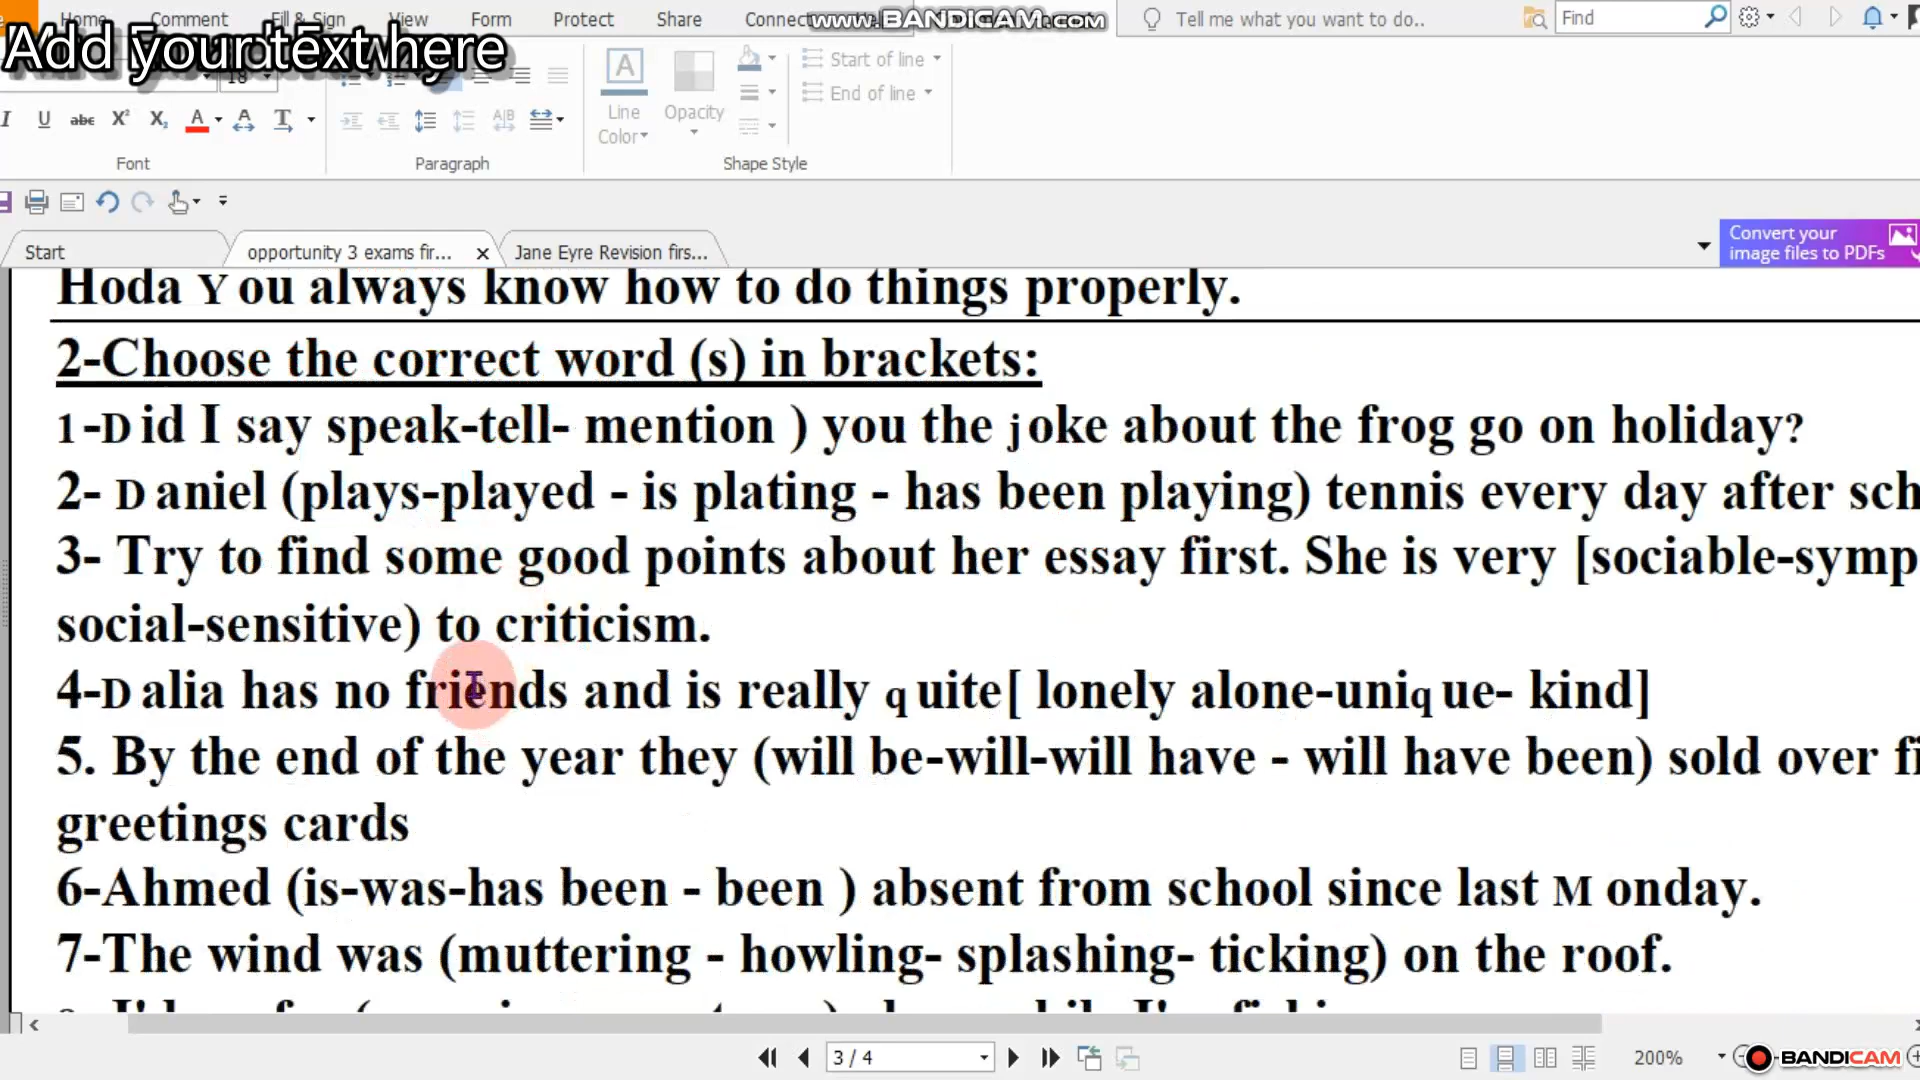 Home Comment Fill & Sign View Form Protect Share Connect
www.BANDICAM.com
Tell me what you want to do..
Find
Add your text here
18
Start of line
End of line
Line Color
Opacity
Font
Paragraph
Shape Style
Start
opportunity 3 exams fir...
Jane Eyre Revision firs...
Convert your
image files to PDFs
Hoda You always know how to do things properly.
2-Choose the correct word (s) in brackets:
1-Did I say speak-tell- mention ) you the joke about the frog go on holiday?
2- Daniel (plays-played - is plating - has been playing) tennis every day after sch
3- Try to find some good points about her essay first. She is very [sociable-symp
social-sensitive) to criticism.
4-Dalia has no friends and is really quite[ lonely alone-unique- kind]
5. By the end of the year they (will be-will-will have - will have been) sold over fi
greetings cards
6-Ahmed (is-was-has been - been ) absent from school since last Monday.
7-The wind was (muttering - howling- splashing- ticking) on the roof.
3 / 4
200%
BANDICAM